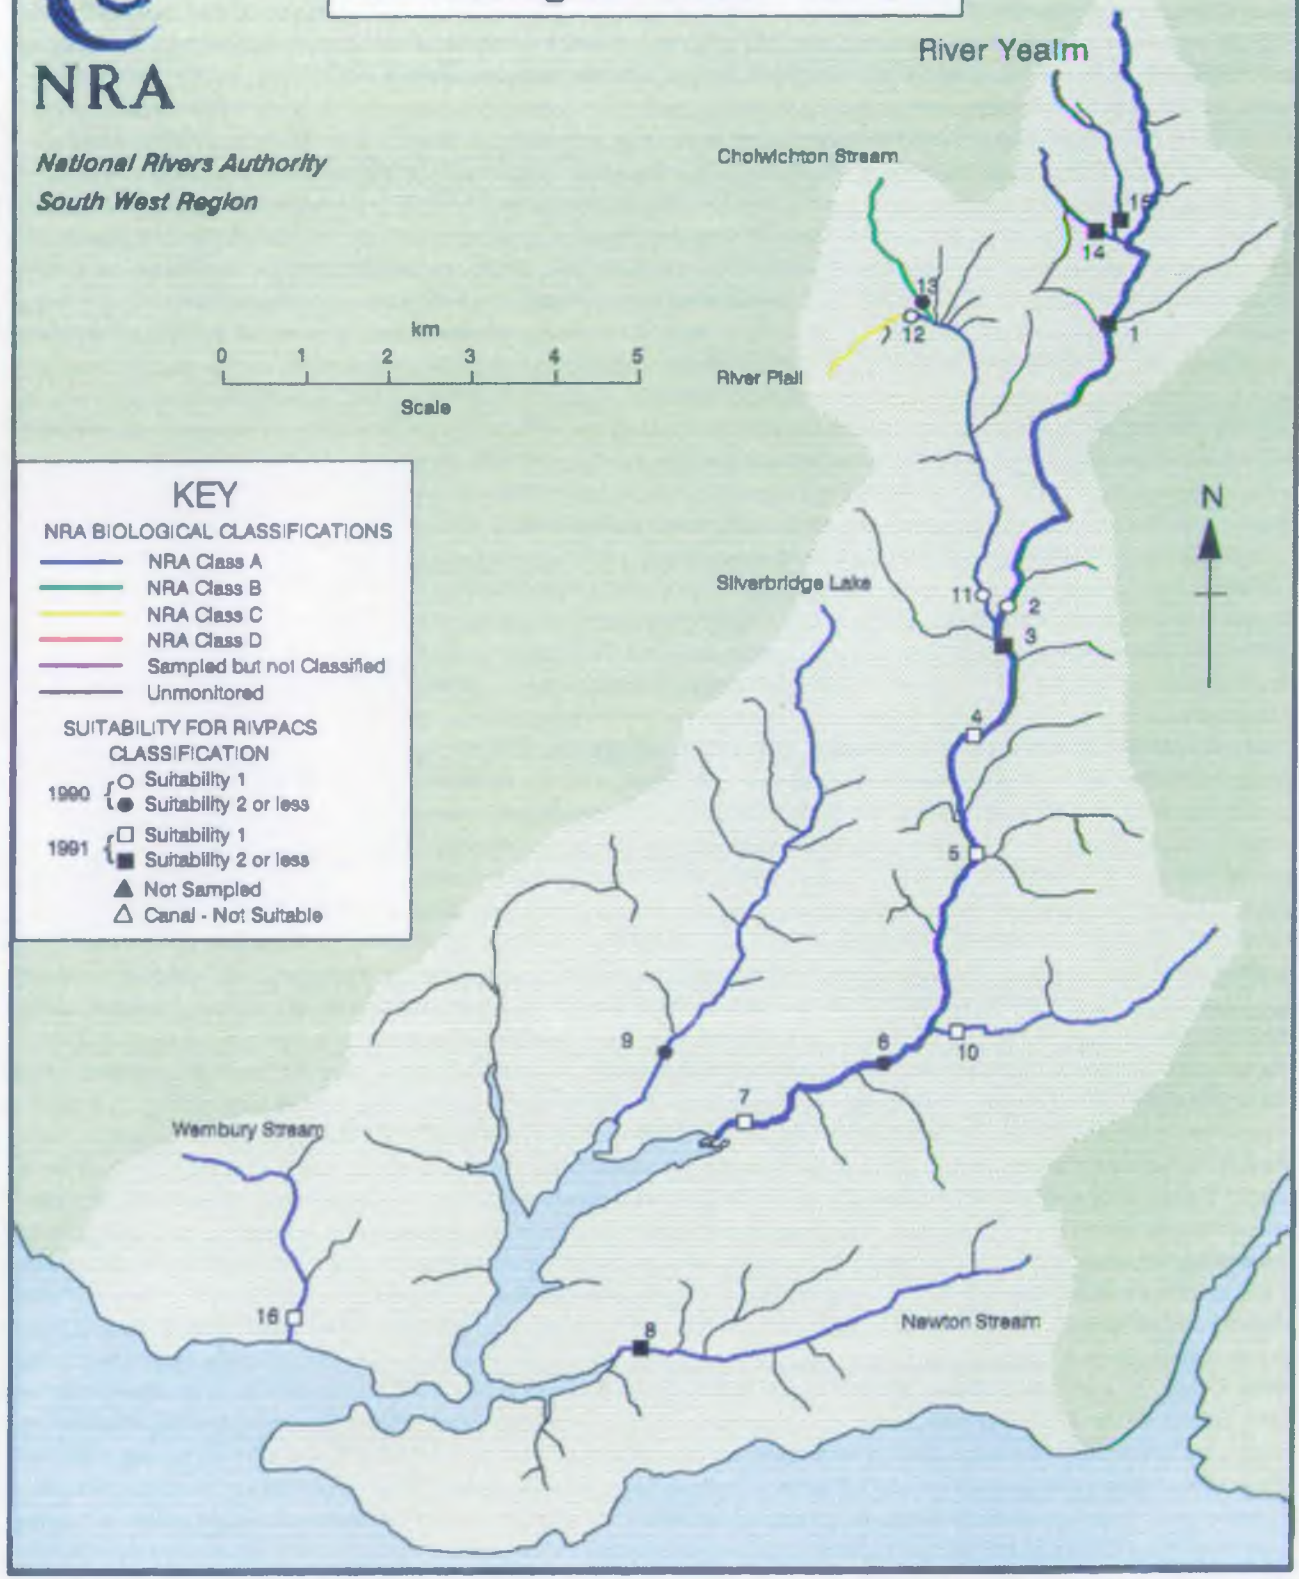 NRA
National Rivers Authority
South West Region
River Yealm
Cholwichton Stream
15
14
13
12
1
River Piall
km
0 1 2 3 4 5
Scale
N
KEY
NRA BIOLOGICAL CLASSIFICATIONS
NRA Class A
NRA Class B
NRA Class C
NRA Class D
Sampled but not Classified
Unmonitored
SUITABILITY FOR RIVPACS
CLASSIFICATION
1990
Suitability 1
Suitability 2 or less
1991
Suitability 1
Suitability 2 or less
Not Sampled
Canal - Not Suitable
Silverbridge Lake
11
2
3
4
5
6
10
9
7
Wembury Stream
16
8
Newton Stream